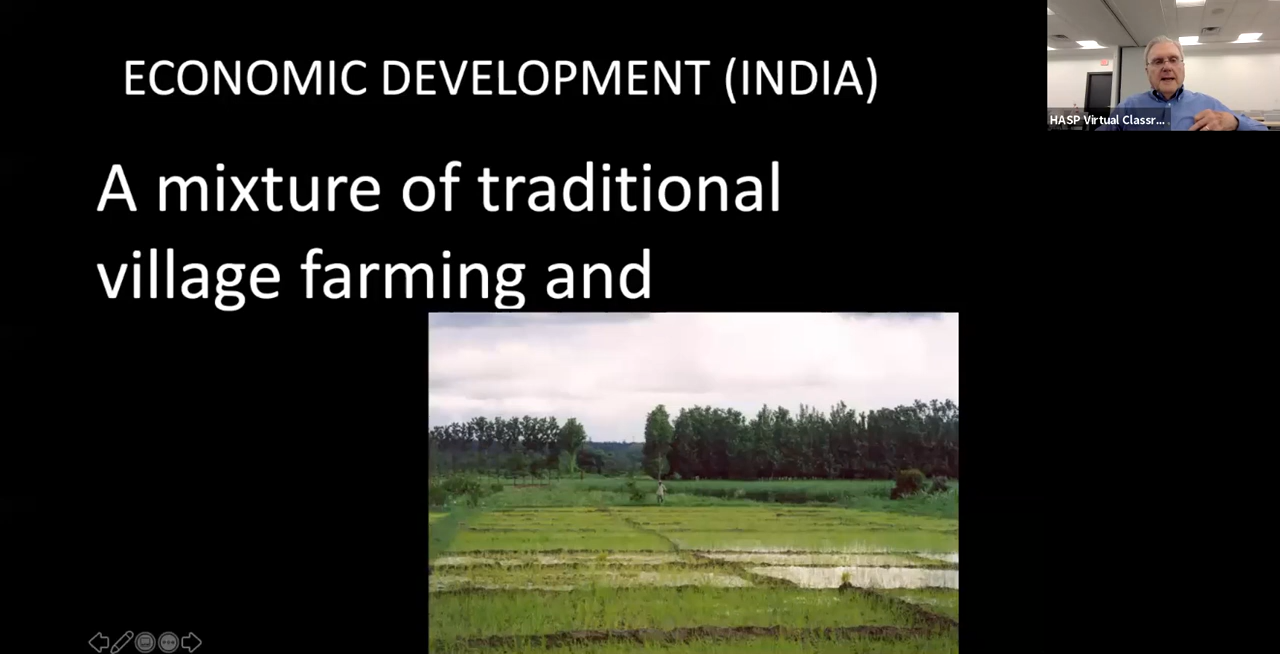 ECONOMIC DEVELOPMENT (INDIA)
A mixture of traditional
village farming and
HASP Virtual Classr...